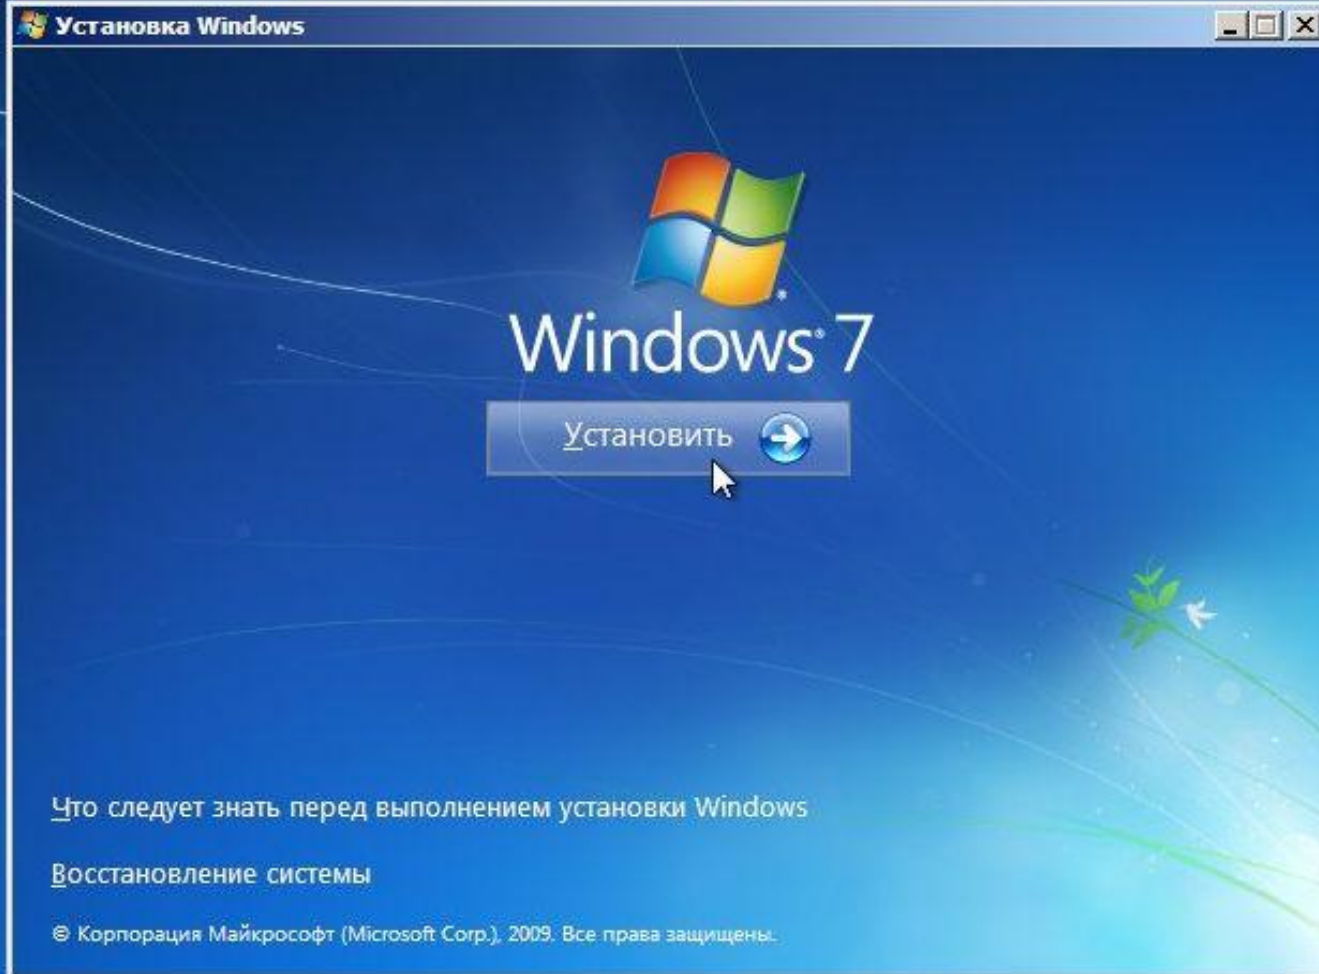 Установка Windows
Windows® 7
Установить
Что следует знать перед выполнением установки Windows
Восстановление системы
© Корпорация Майкрософт (Microsoft Corp.), 2009. Все права защищены.